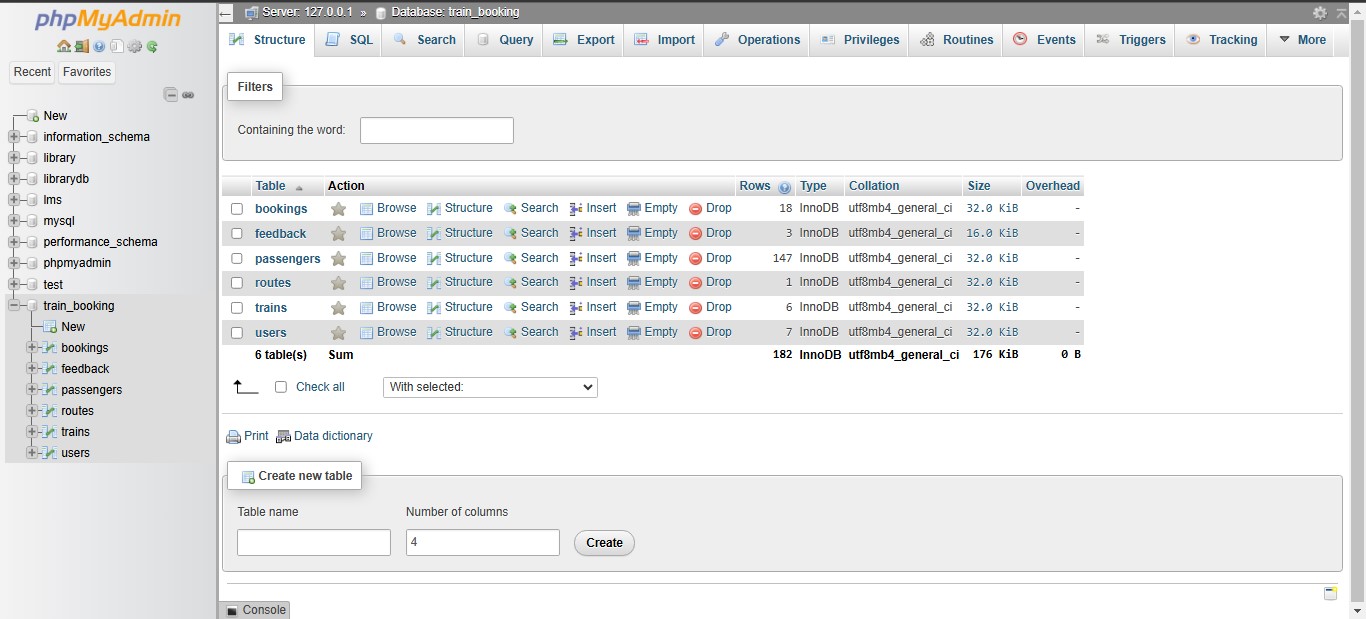 phpMyAdmin
Recent Favorites
New
information_schema
library
librarydb
lms
mysql
performance_schema
phpmyadmin
test
train_booking
New
bookings
feedback
passengers
routes
trains
users
Server: 127.0.0.1 » Database: train_booking
Structure SQL Search Query Export Import Operations Privileges Routines Events Triggers Tracking More
Filters
Containing the word:
Table Action Rows Type Collation Size Overhead
bookings Browse Structure Search Insert Empty Drop 18 InnoDB utf8mb4_general_ci 32.0 KiB -
feedback Browse Structure Search Insert Empty Drop 3 InnoDB utf8mb4_general_ci 16.0 KiB -
passengers Browse Structure Search Insert Empty Drop 147 InnoDB utf8mb4_general_ci 32.0 KiB -
routes Browse Structure Search Insert Empty Drop 1 InnoDB utf8mb4_general_ci 32.0 KiB -
trains Browse Structure Search Insert Empty Drop 6 InnoDB utf8mb4_general_ci 32.0 KiB -
users Browse Structure Search Insert Empty Drop 7 InnoDB utf8mb4_general_ci 32.0 KiB -
6 table(s) Sum 182 InnoDB utf8mb4_general_ci 176 KiB 0 B
Check all With selected:
Print Data dictionary
Create new table
Table name Number of columns
4 Create
Console